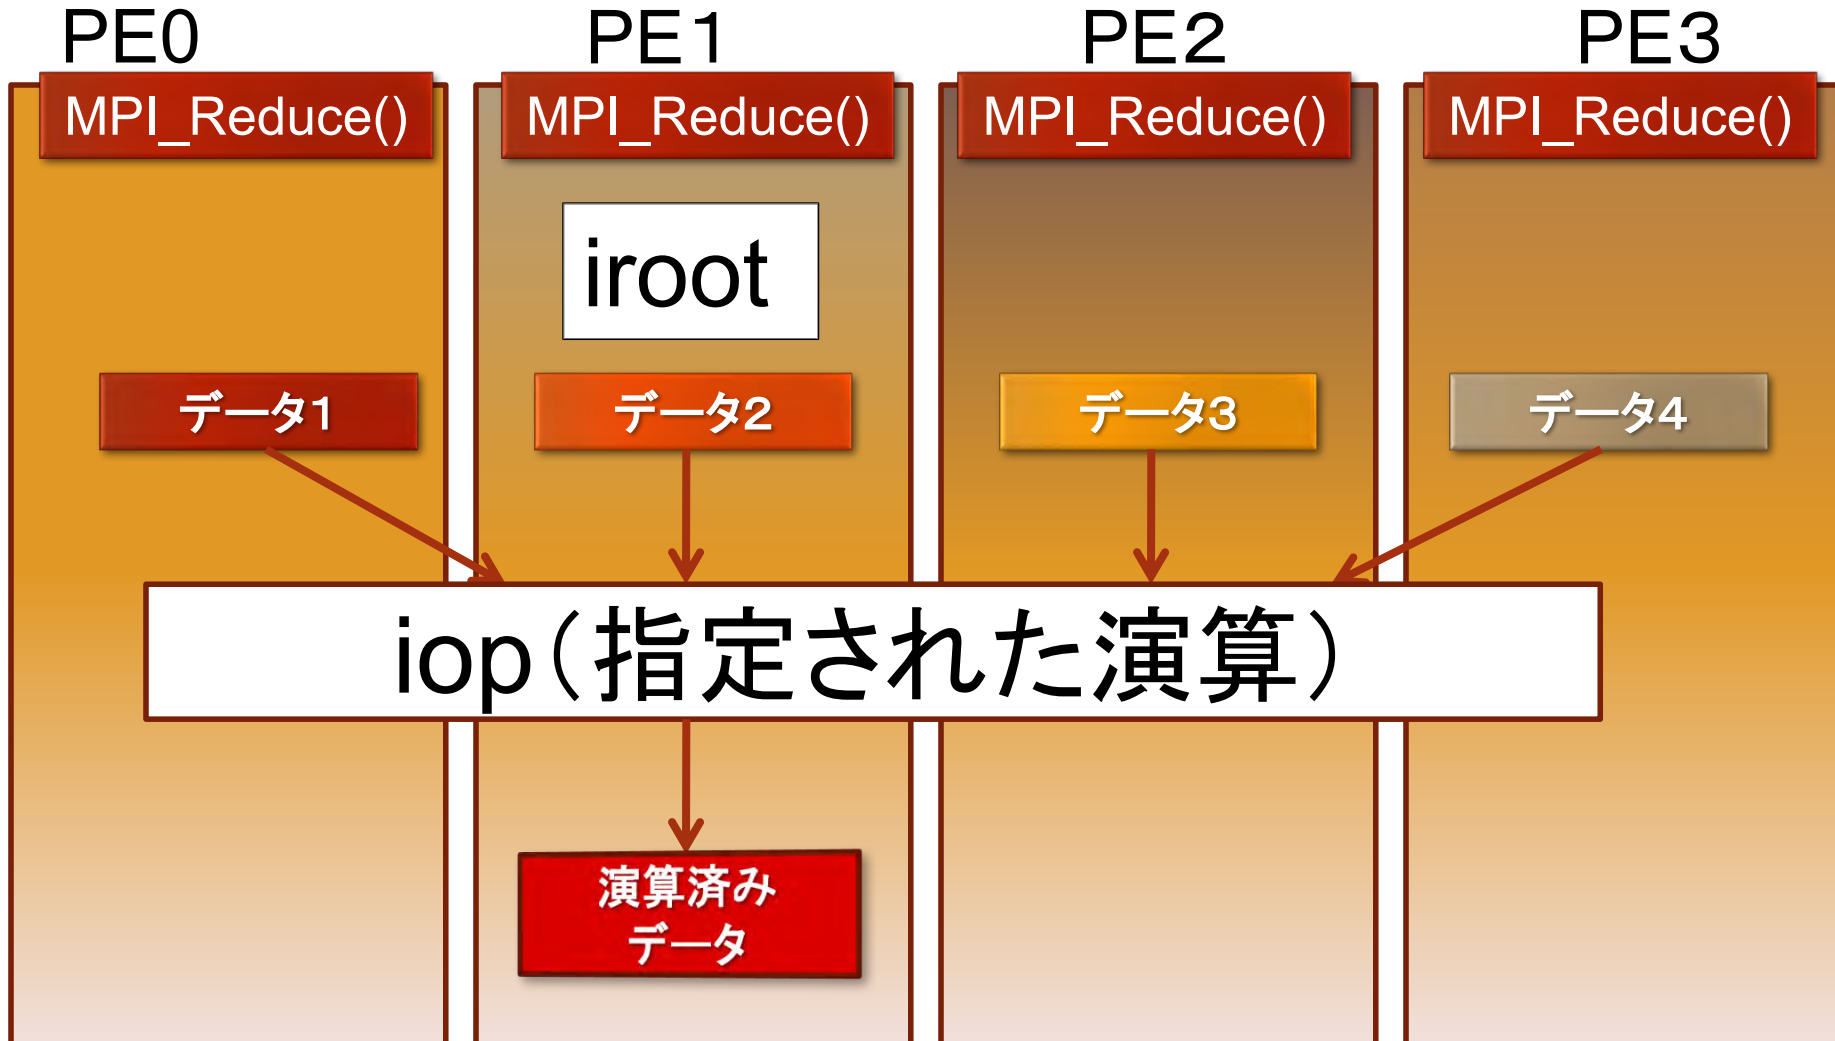 PE0
PE1
PE2
PE3
MPI_Reduce()
MPI_Reduce()
MPI_Reduce()
MPI_Reduce()
iroot
データ1
データ2
データ3
データ4
iop（指定された演算）
演算済み
データ